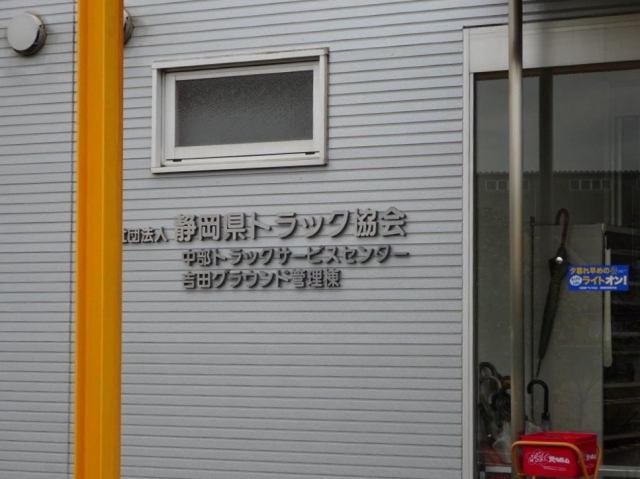 団法人 静岡県トラック協会
中部トラックサービスセンター
吉田グラウンド管理棟
夕暮れ早めの
ライトオン!